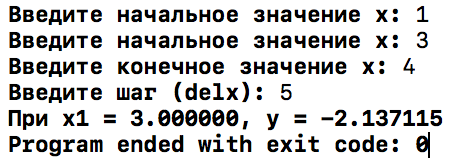 Введите начальное значение x: 1
Введите начальное значение x: 3
Введите конечное значение x: 4
Введите шаг (delx): 5
При x1 = 3.000000, y = -2.137115
Program ended with exit code: 0